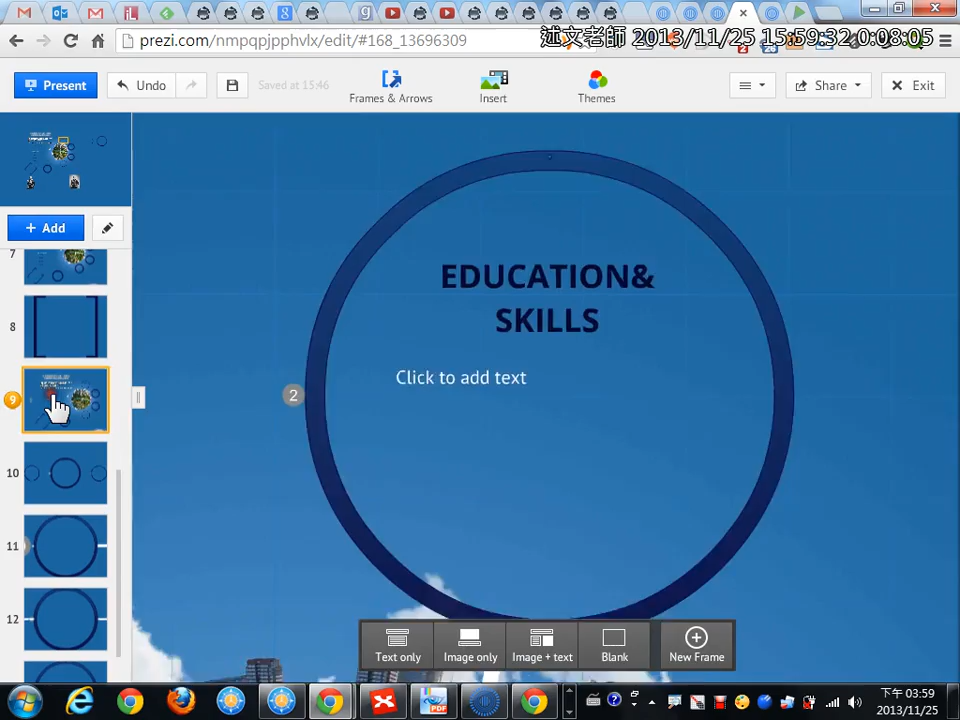 prezi.com/nmpqpjpphvlx/edit/#168_13696309
述文老師 2013/11/25 15:59:32 0:08:05
Present
Undo
Saved at 15:46
Frames & Arrows
Insert
Themes
Share
Exit
+ Add
7
8
9
10
11
12
EDUCATION&
SKILLS
Click to add text
2
Text only
Image only
Image + text
Blank
New Frame
下午 03:59
2013/11/25